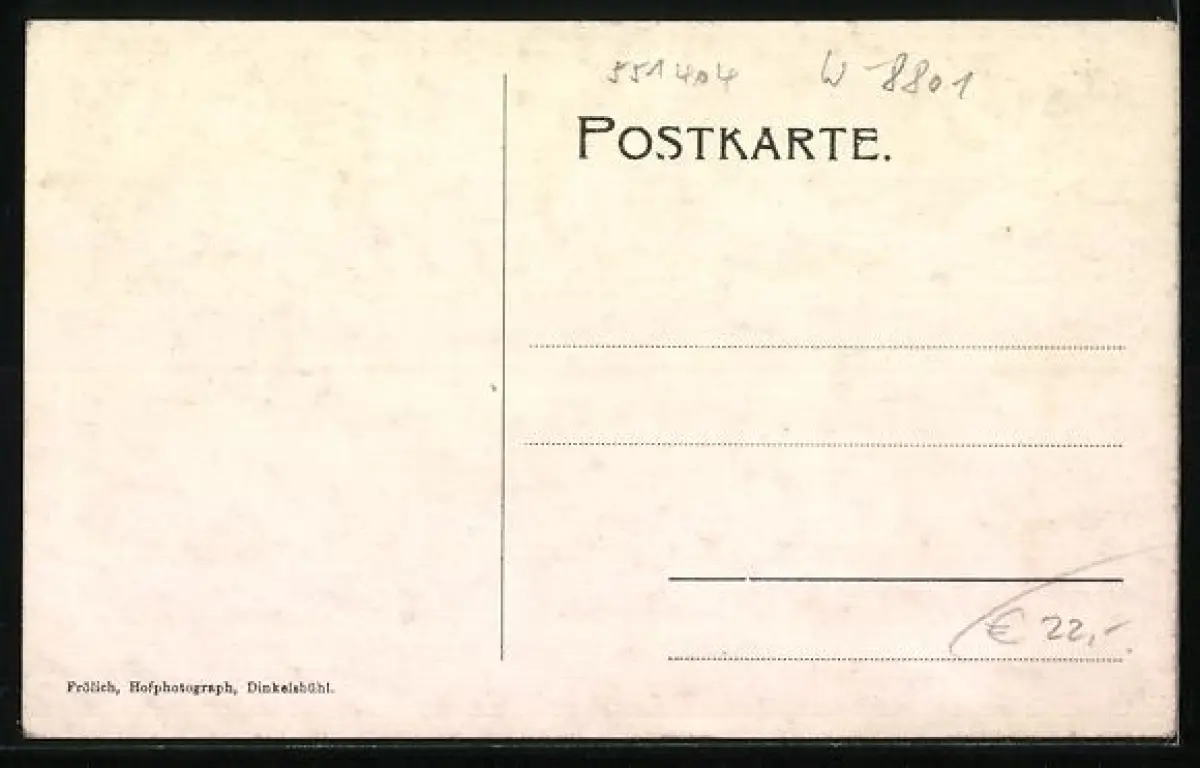 551404 W-8801
POSTKARTE.
€ 22,-
Frölich, Hofphotograph, Dinkelsbühl.